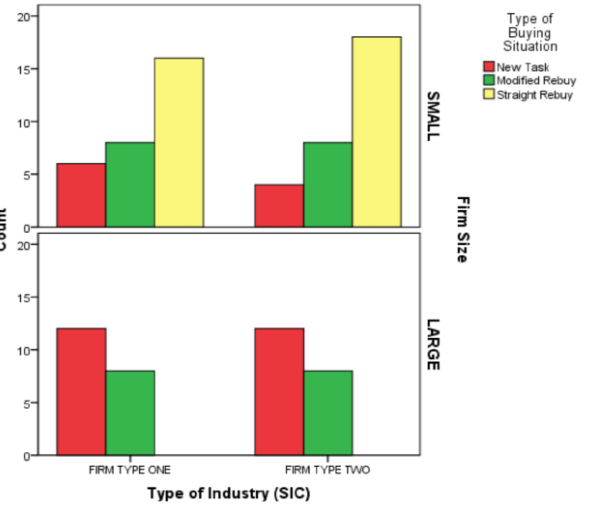 Type of
Buying
Situation
New Task
Modified Rebuy
Straight Rebuy
20
15
10
5
0
SMALL
20
15
10
5
0
LARGE
Count
Firm Size
FIRM TYPE ONE
FIRM TYPE TWO
Type of Industry (SIC)